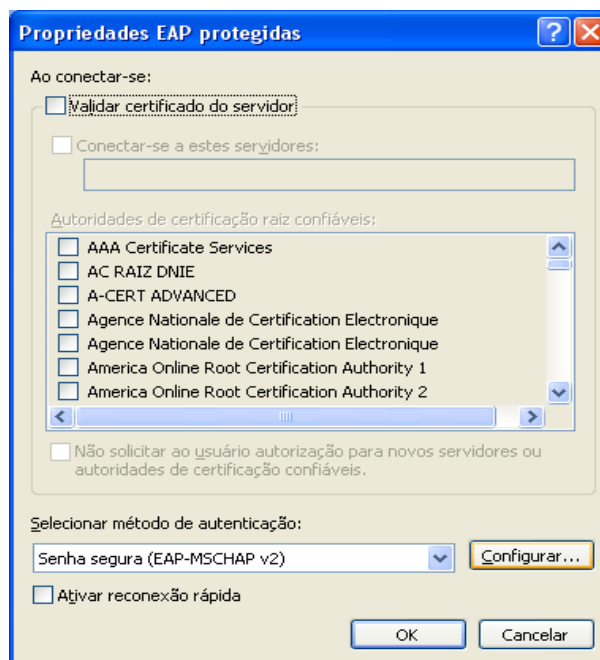 Propriedades EAP protegidas
Ao conectar-se:
Validar certificado do servidor
Conectar-se a estes servidores:
Autoridades de certificação raiz confiáveis:
AAA Certificate Services
AC RAIZ DNIE
A-CERT ADVANCED
Agence Nationale de Certification Electronique
Agence Nationale de Certification Electronique
America Online Root Certification Authority 1
America Online Root Certification Authority 2
Não solicitar ao usuário autorização para novos servidores ou
autoridades de certificação confiáveis.
Selecionar método de autenticação:
Senha segura (EAP-MSCHAP v2)
Configurar...
Ativar reconexão rápida
OK
Cancelar